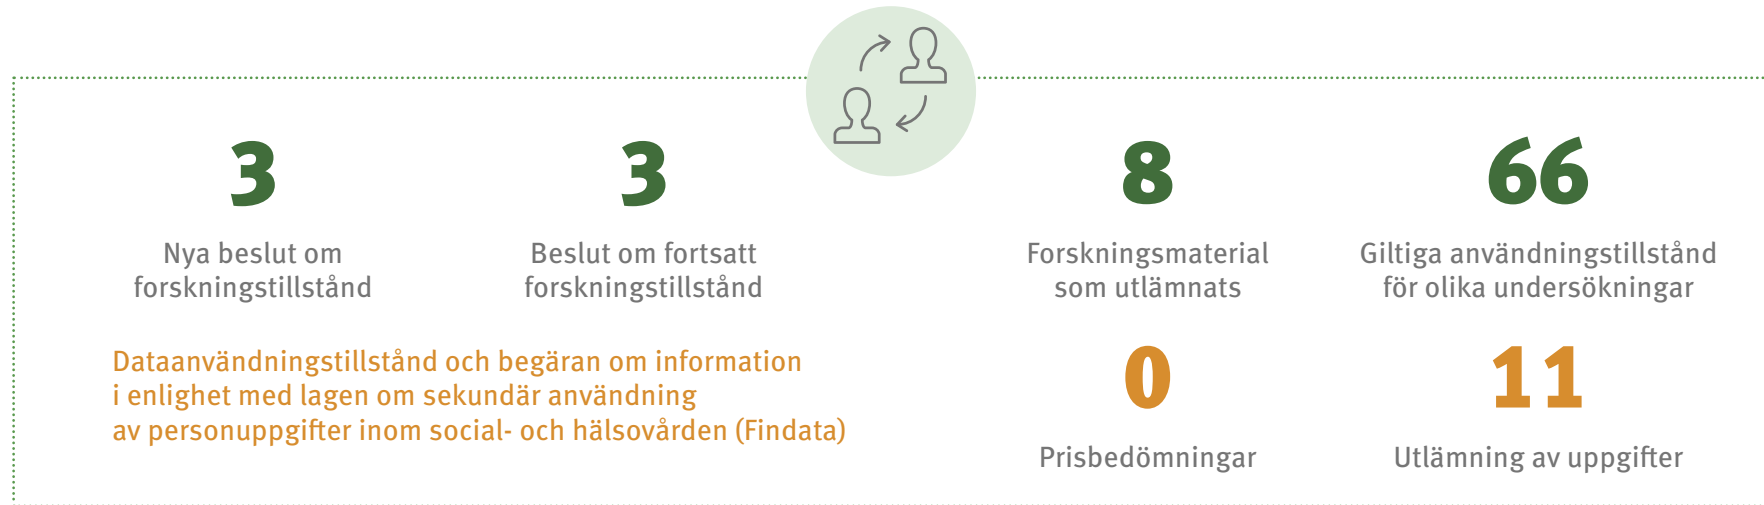 3
Nya beslut om
forskningstillstånd
3
Beslut om fortsatt
forskningstillstånd
8
Forskningsmaterial
som utlämnats
66
Giltiga användningstillstånd
för olika undersökningar
Dataanvändningstillstånd och begäran om information
i enlighet med lagen om sekundär användning
av personuppgifter inom social- och hälsovården (Findata)
0
Prisbedömningar
11
Utlämning av uppgifter